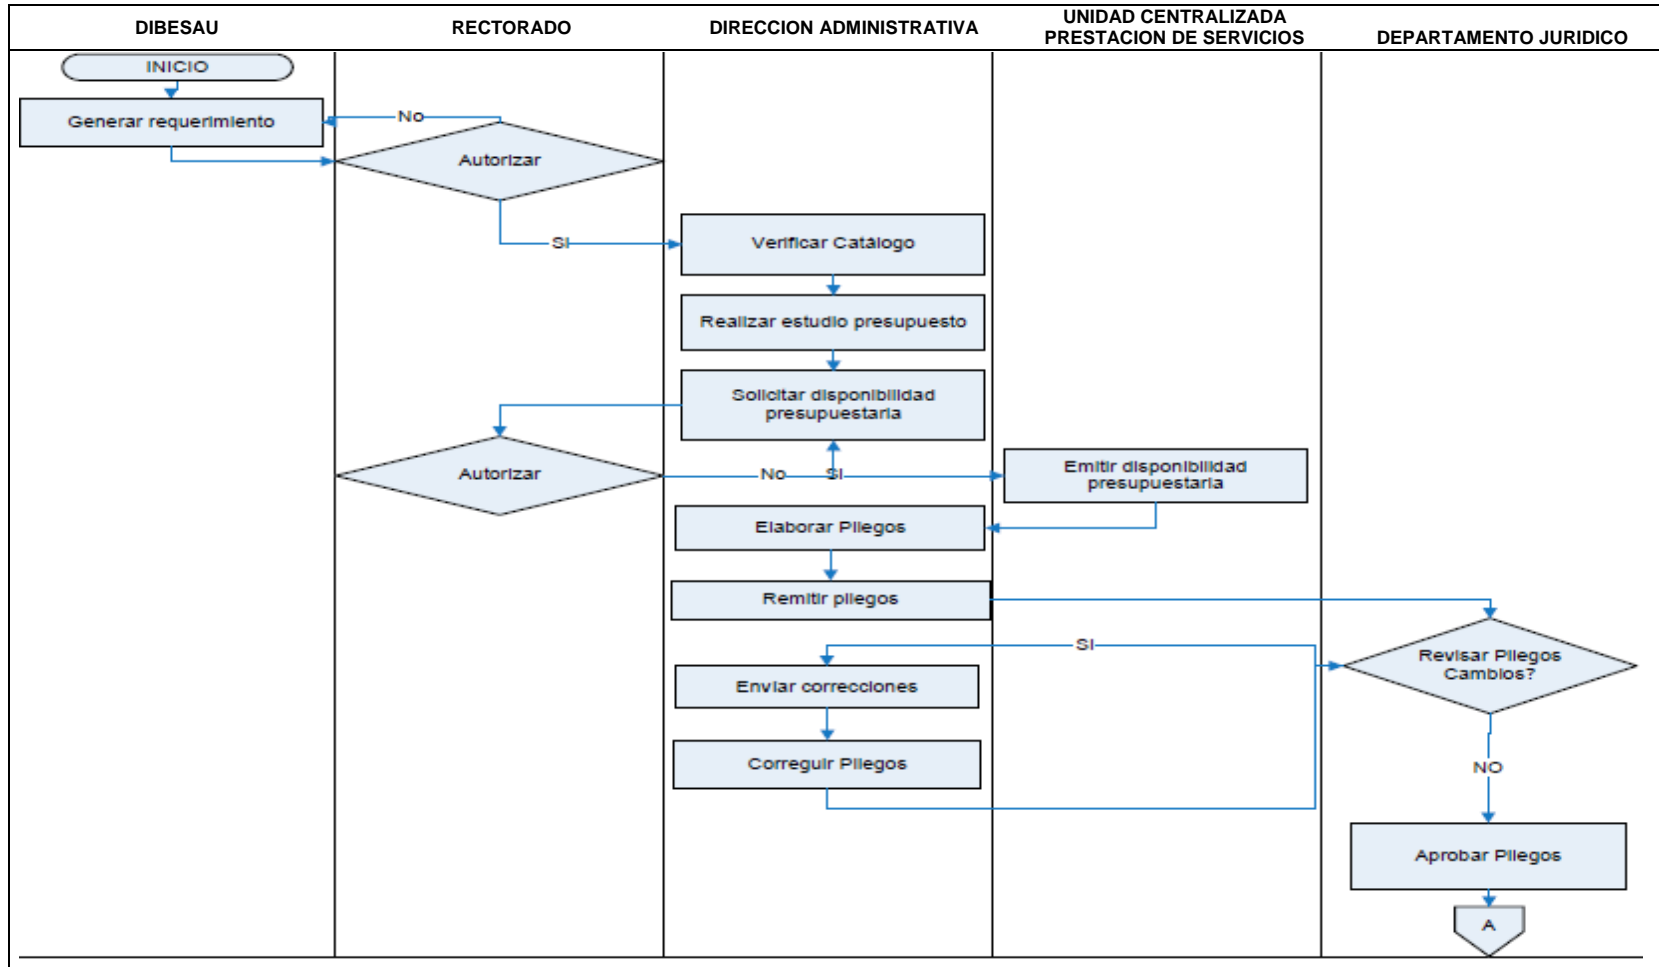 DIBESAU
RECTORADO
DIRECCION ADMINISTRATIVA
UNIDAD CENTRALIZADA
PRESTACION DE SERVICIOS
DEPARTAMENTO JURIDICO
INICIO
Generar requerimiento
No
Autorizar
SI
Verificar Catálogo
Realizar estudio presupuesto
Solicitar disponibilidad
presupuestaria
Autorizar
No
SI
Emitir disponibilidad
presupuestaria
Elaborar Pliegos
Remitir pliegos
SI
Revisar Pliegos
Cambios?
Enviar correcciones
Correguir Pliegos
NO
Aprobar Pliegos
A